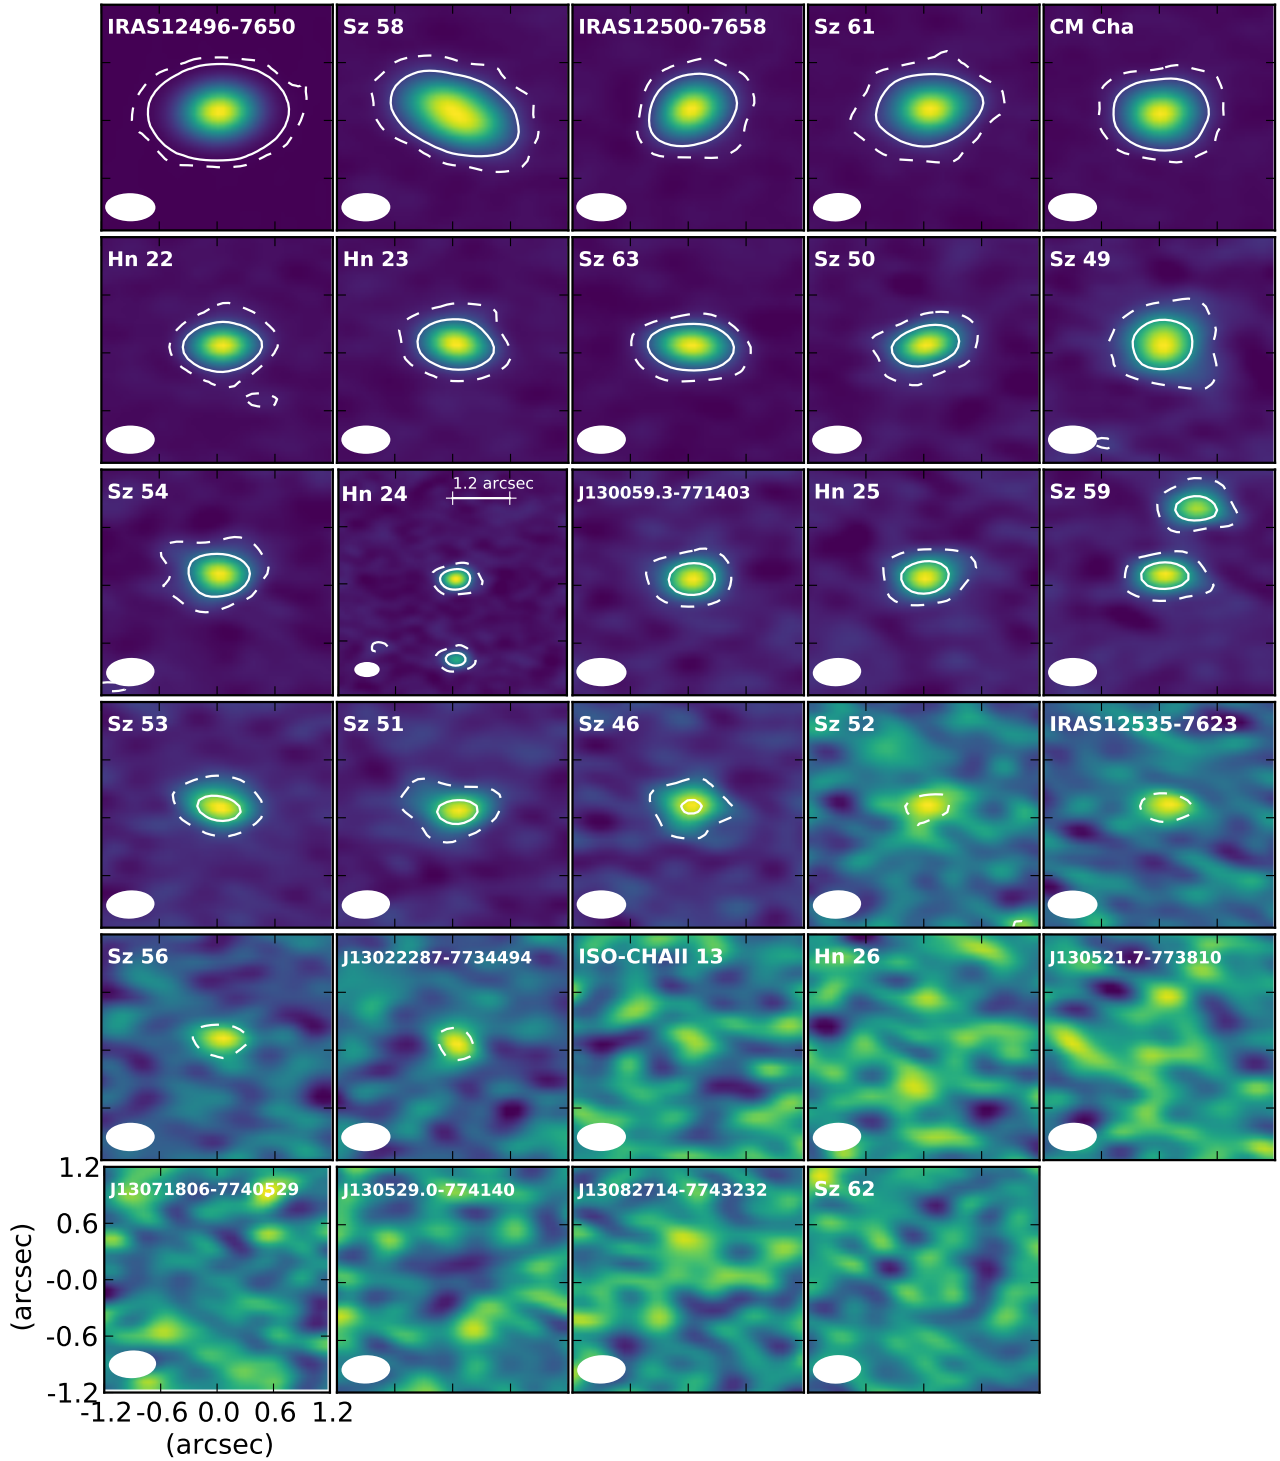 IRAS12496-7650
Sz 58
IRAS12500-7658
Sz 61
CM Cha
Hn 22
Hn 23
Sz 63
Sz 50
Sz 49
Sz 54
Hn 24
1.2 arcsec
J130059.3-771403
Hn 25
Sz 59
Sz 53
Sz 51
Sz 46
Sz 52
IRAS12535-7623
Sz 56
J13022287-7734494
ISO-CHAII 13
Hn 26
J130521.7-773810
J13071806-7740529
J130529.0-774140
J13082714-7743232
Sz 62
1.2
0.6
-0.0
-0.6
-1.2
(arcsec)
-1.2 -0.6 0.0 0.6 1.2
(arcsec)